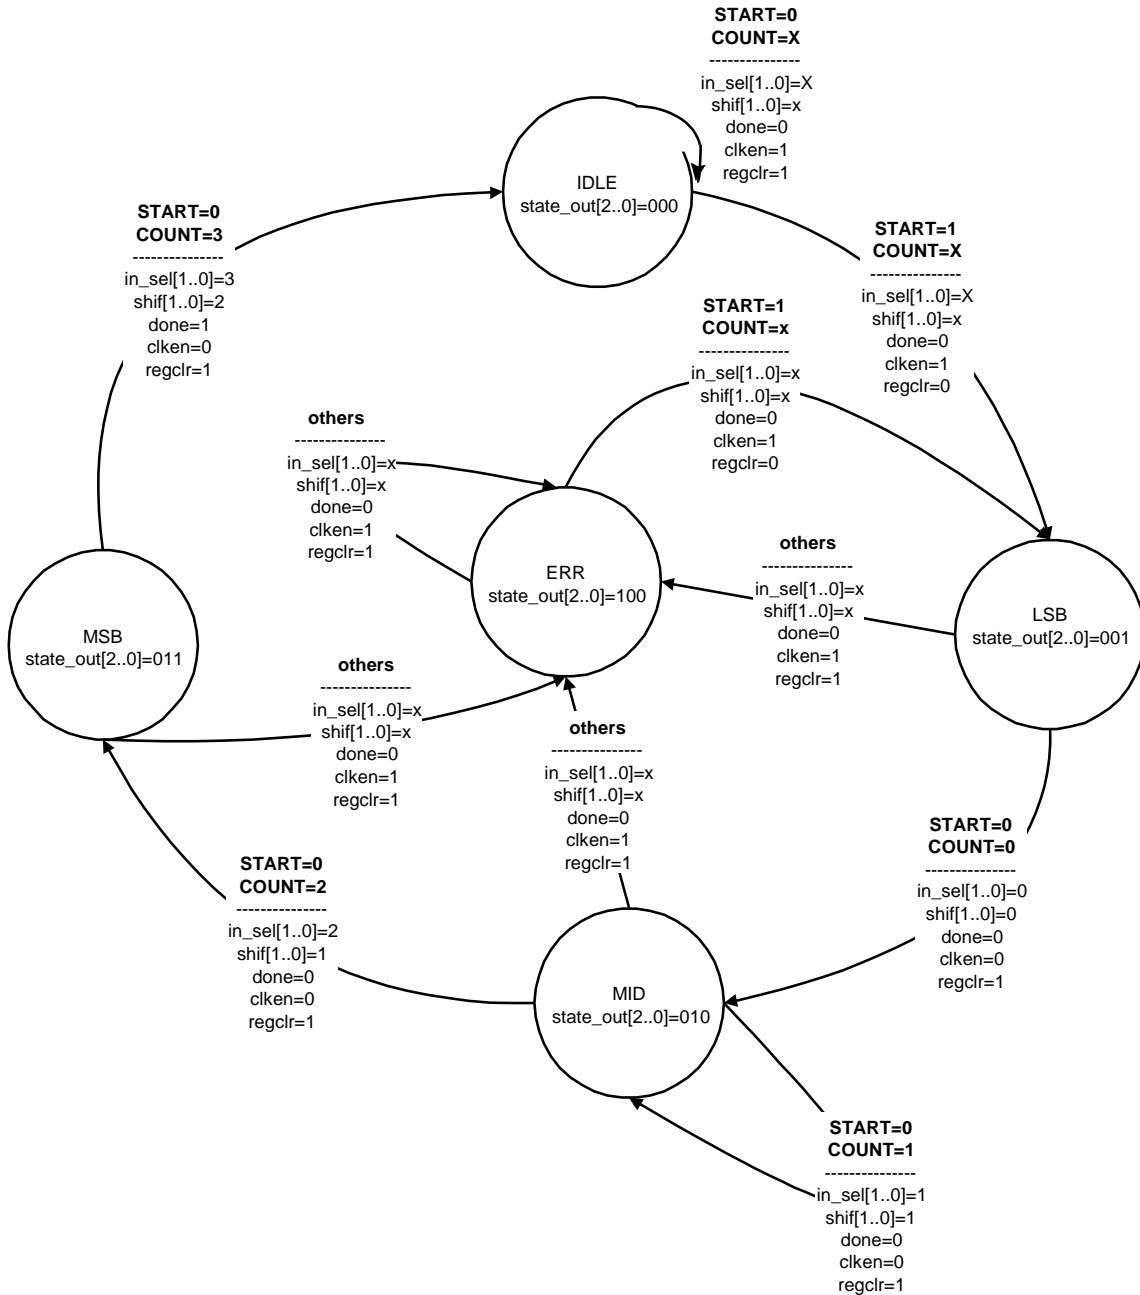 START=0
COUNT=X
---------------
in_sel[1..0]=X
shif[1..0]=x
done=0
clken=1
regclr=1
IDLE
state_out[2..0]=000
START=0
COUNT=3
---------------
in_sel[1..0]=3
shif[1..0]=2
done=1
clken=0
regclr=1
START=1
COUNT=X
---------------
in_sel[1..0]=X
shif[1..0]=x
done=0
clken=1
regclr=0
START=1
COUNT=x
---------------
in_sel[1..0]=x
shif[1..0]=x
done=0
clken=1
regclr=0
others
---------------
in_sel[1..0]=x
shif[1..0]=x
done=0
clken=1
regclr=1
ERR
state_out[2..0]=100
others
---------------
in_sel[1..0]=x
shif[1..0]=x
done=0
clken=1
regclr=1
LSB
state_out[2..0]=001
MSB
state_out[2..0]=011
others
---------------
in_sel[1..0]=x
shif[1..0]=x
done=0
clken=1
regclr=1
others
---------------
in_sel[1..0]=x
shif[1..0]=x
done=0
clken=1
regclr=1
START=0
COUNT=0
---------------
in_sel[1..0]=0
shif[1..0]=0
done=0
clken=0
regclr=1
START=0
COUNT=2
---------------
in_sel[1..0]=2
shif[1..0]=1
done=0
clken=0
regclr=1
MID
state_out[2..0]=010
START=0
COUNT=1
---------------
in_sel[1..0]=1
shif[1..0]=1
done=0
clken=0
regclr=1